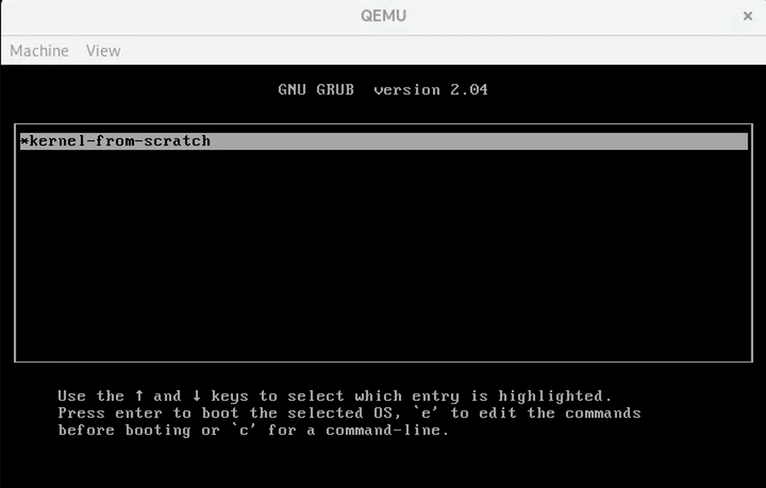 QEMU
Machine View
GNU GRUB version 2.04
*kernel-from-scratch
Use the ↑ and ↓ keys to select which entry is highlighted.
Press enter to boot the selected OS, `e' to edit the commands
before booting or `c' for a command-line.